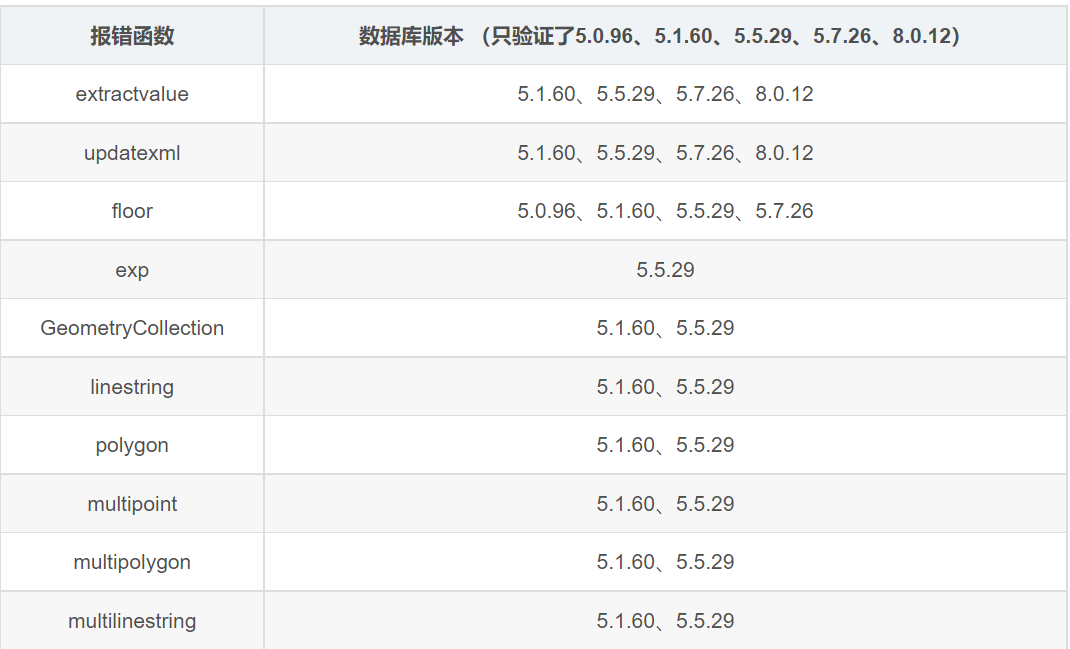 报错函数 数据库版本 （只验证了5.0.96、5.1.60、5.5.29、5.7.26、8.0.12）
extractvalue 5.1.60、5.5.29、5.7.26、8.0.12
updatexml 5.1.60、5.5.29、5.7.26、8.0.12
floor 5.0.96、5.1.60、5.5.29、5.7.26
exp 5.5.29
GeometryCollection 5.1.60、5.5.29
linestring 5.1.60、5.5.29
polygon 5.1.60、5.5.29
multipoint 5.1.60、5.5.29
multipolygon 5.1.60、5.5.29
multilinestring 5.1.60、5.5.29